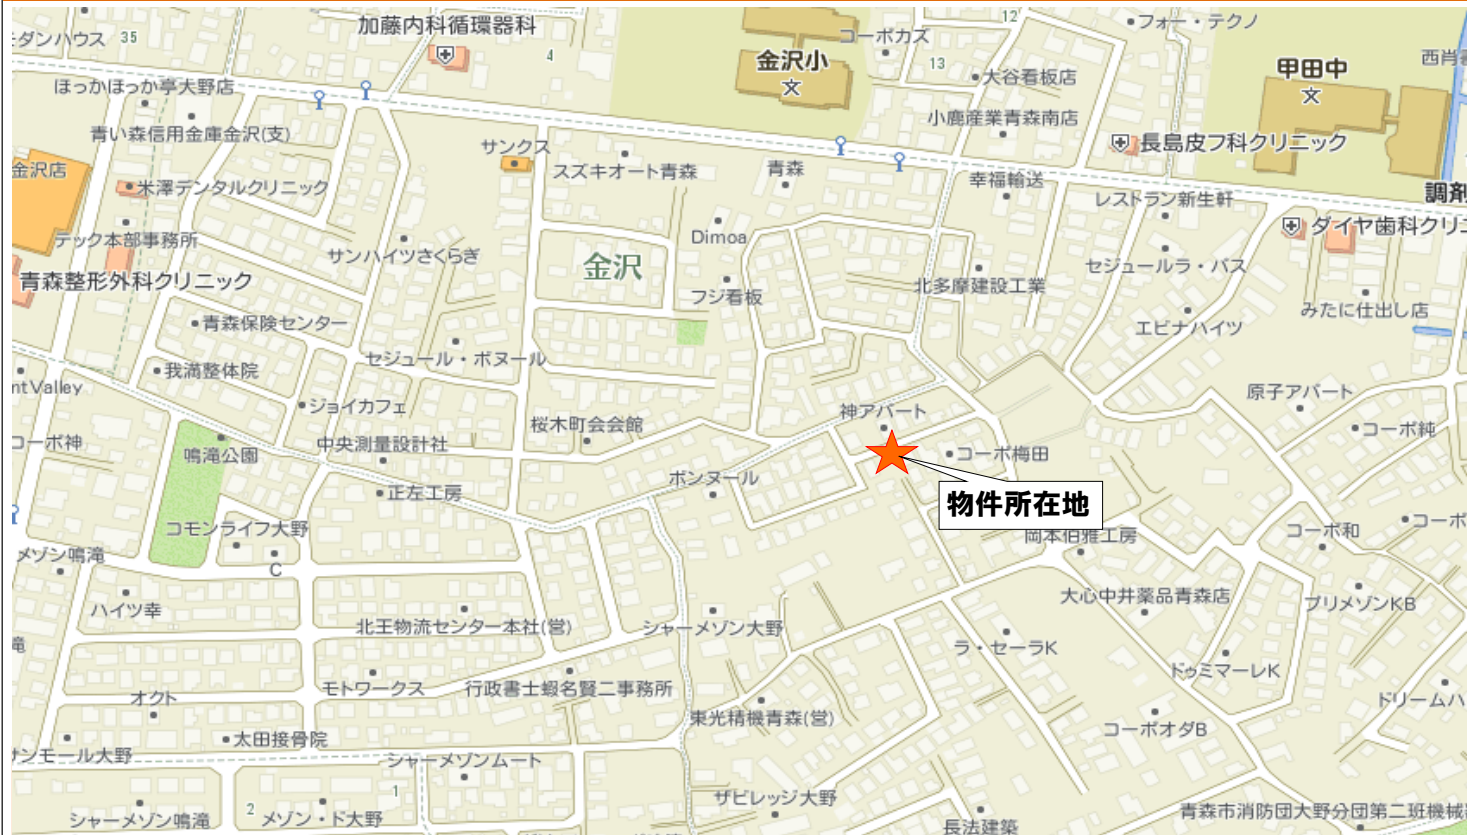 加藤内科循環器科
12
フォー・テクノ
モダンハウス
35
コーポカズ
4
金沢小
13
甲田中
大谷看板店
ほっかほっか亭大野店
小鹿産業青森南店
青い森信用金庫金沢(支)
サンクス
長島皮フ科クリニック
金沢店
スズキオート青森
青森
幸福輸送
米澤デンタルクリニック
レストラン新生軒
調剤
ダイヤ歯科クリニ
テック本部事務所
Dimoa
サンハイツさくらぎ
金沢
セジュールラ・パス
青森整形外科クリニック
フジ看板
北多摩建設工業
みたに仕出し店
青森保険センター
エビナハイツ
セジュール・ボヌール
我満整体院
nt Valley
原子アパート
ジョイカフェ
神アパート
桜木町会会館
コーポ純
コーポ神
中央測量設計社
鳴滝公園
コーポ梅田
ボンヌール
正左工房
物件所在地
コーポ
コモンライフ大野
岡本伯雅工房
コーポ和
メゾン鳴滝
C
大心中井薬品青森店
プリメゾンKB
ハイツ幸
北王物流センター本社(営)
シャーメゾン大野
滝
ラ・セーラK
ドゥミマーレK
オクト
モトワークス
行政書士蝦名賢二事務所
ドリームハ
東光精機青森(営)
コーポオダB
太田接骨院
サンモール大野
シャーメゾンムート
1
ザビレッジ大野
2
シャーメゾン鳴滝
メゾン・ド大野
長法建築
青森市消防団大野分団第二班機械